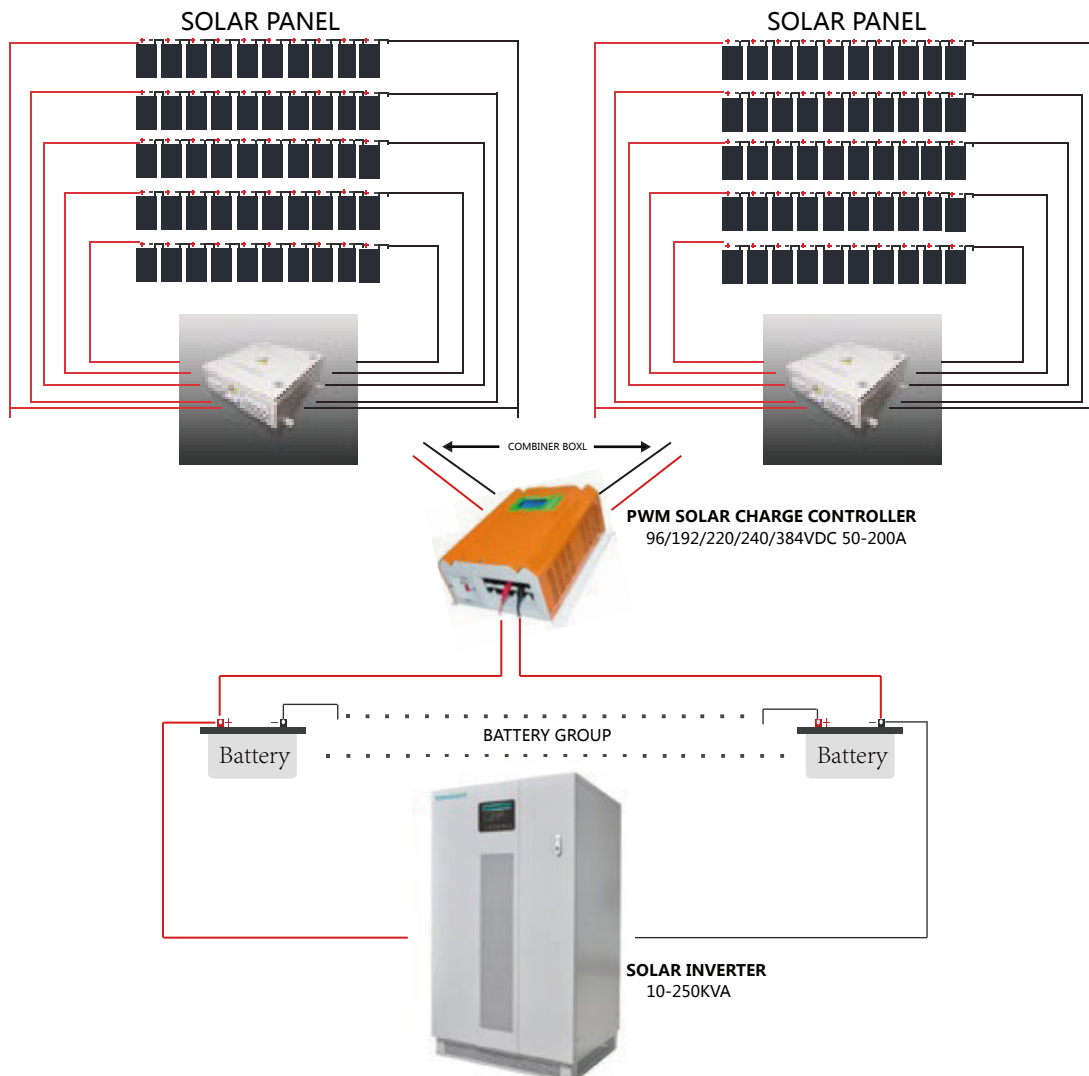 SOLAR PANEL
SOLAR PANEL
COMBINER BOXL
PWM SOLAR CHARGE CONTROLLER
96/192/220/240/384VDC 50-200A
+
−
+
−
BATTERY GROUP
Battery
Battery
SOLAR INVERTER
10-250KVA